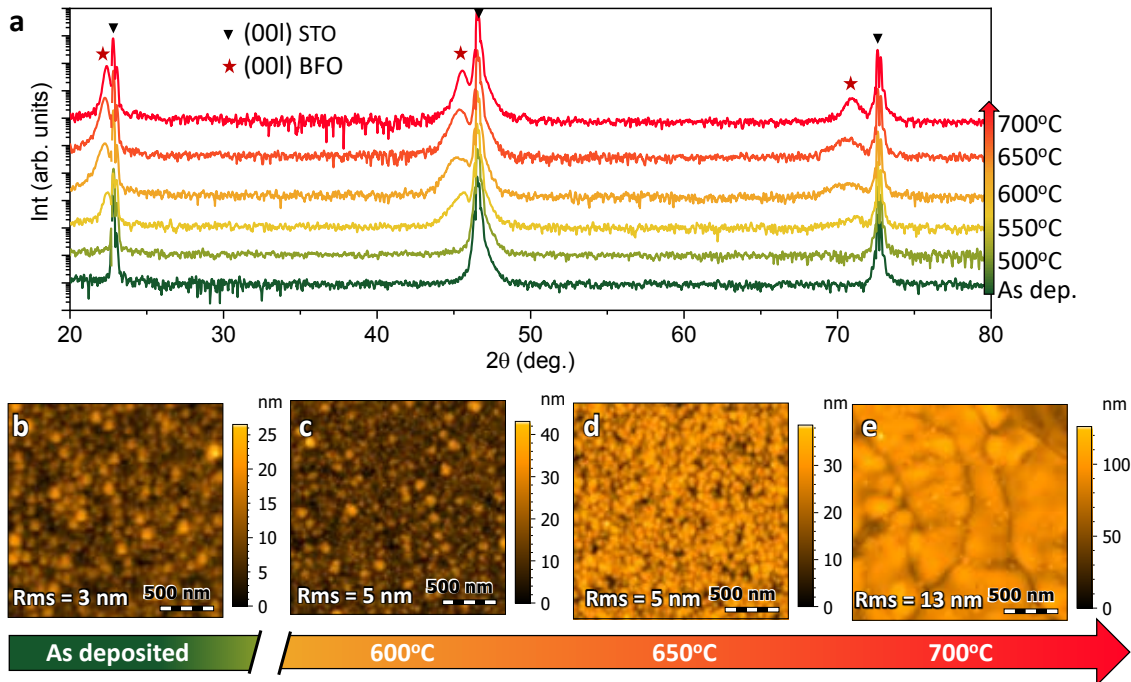 a
▼ (00l) STO
★ (00l) BFO
Int (arb. units)
700°C
650°C
600°C
550°C
500°C
As dep.
20 30 40 50 60 70 80
2θ (deg.)
b
Rms = 3 nm
500 nm
nm
25
20
15
10
5
0
c
Rms = 5 nm
500 nm
nm
40
30
20
10
0
d
Rms = 5 nm
500 nm
nm
30
20
10
0
e
Rms = 13 nm
500 nm
nm
100
50
0
As deposited 600°C 650°C 700°C